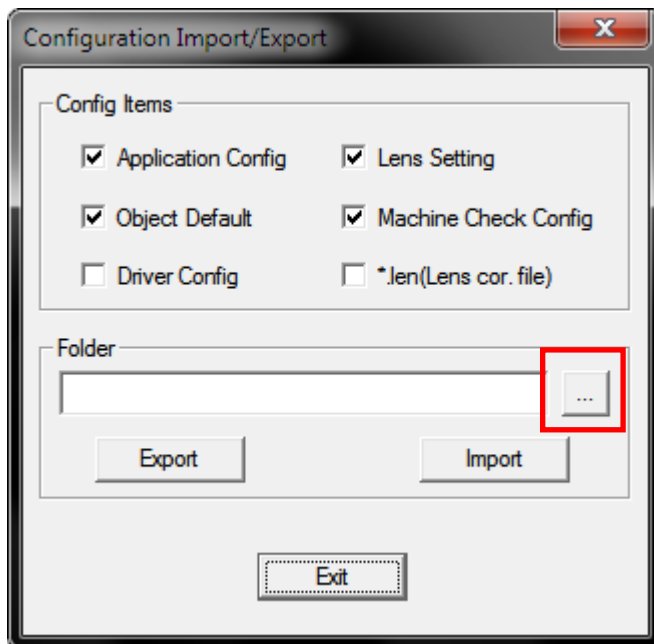 Configuration Import/Export
Config Items
Application Config
Lens Setting
Object Default
Machine Check Config
Driver Config
*.len(Lens cor. file)
Folder
...
Export
Import
Exit